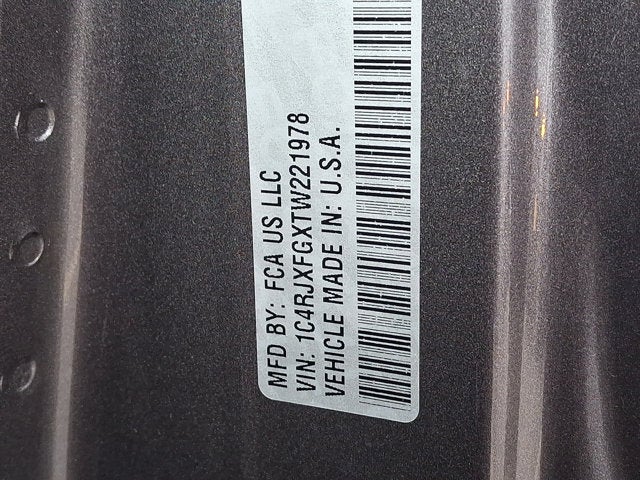 MFD BY: FCA US LLC
VIN: 1C4RJXFGXTW221978
VEHICLE MADE IN: U.S.A.